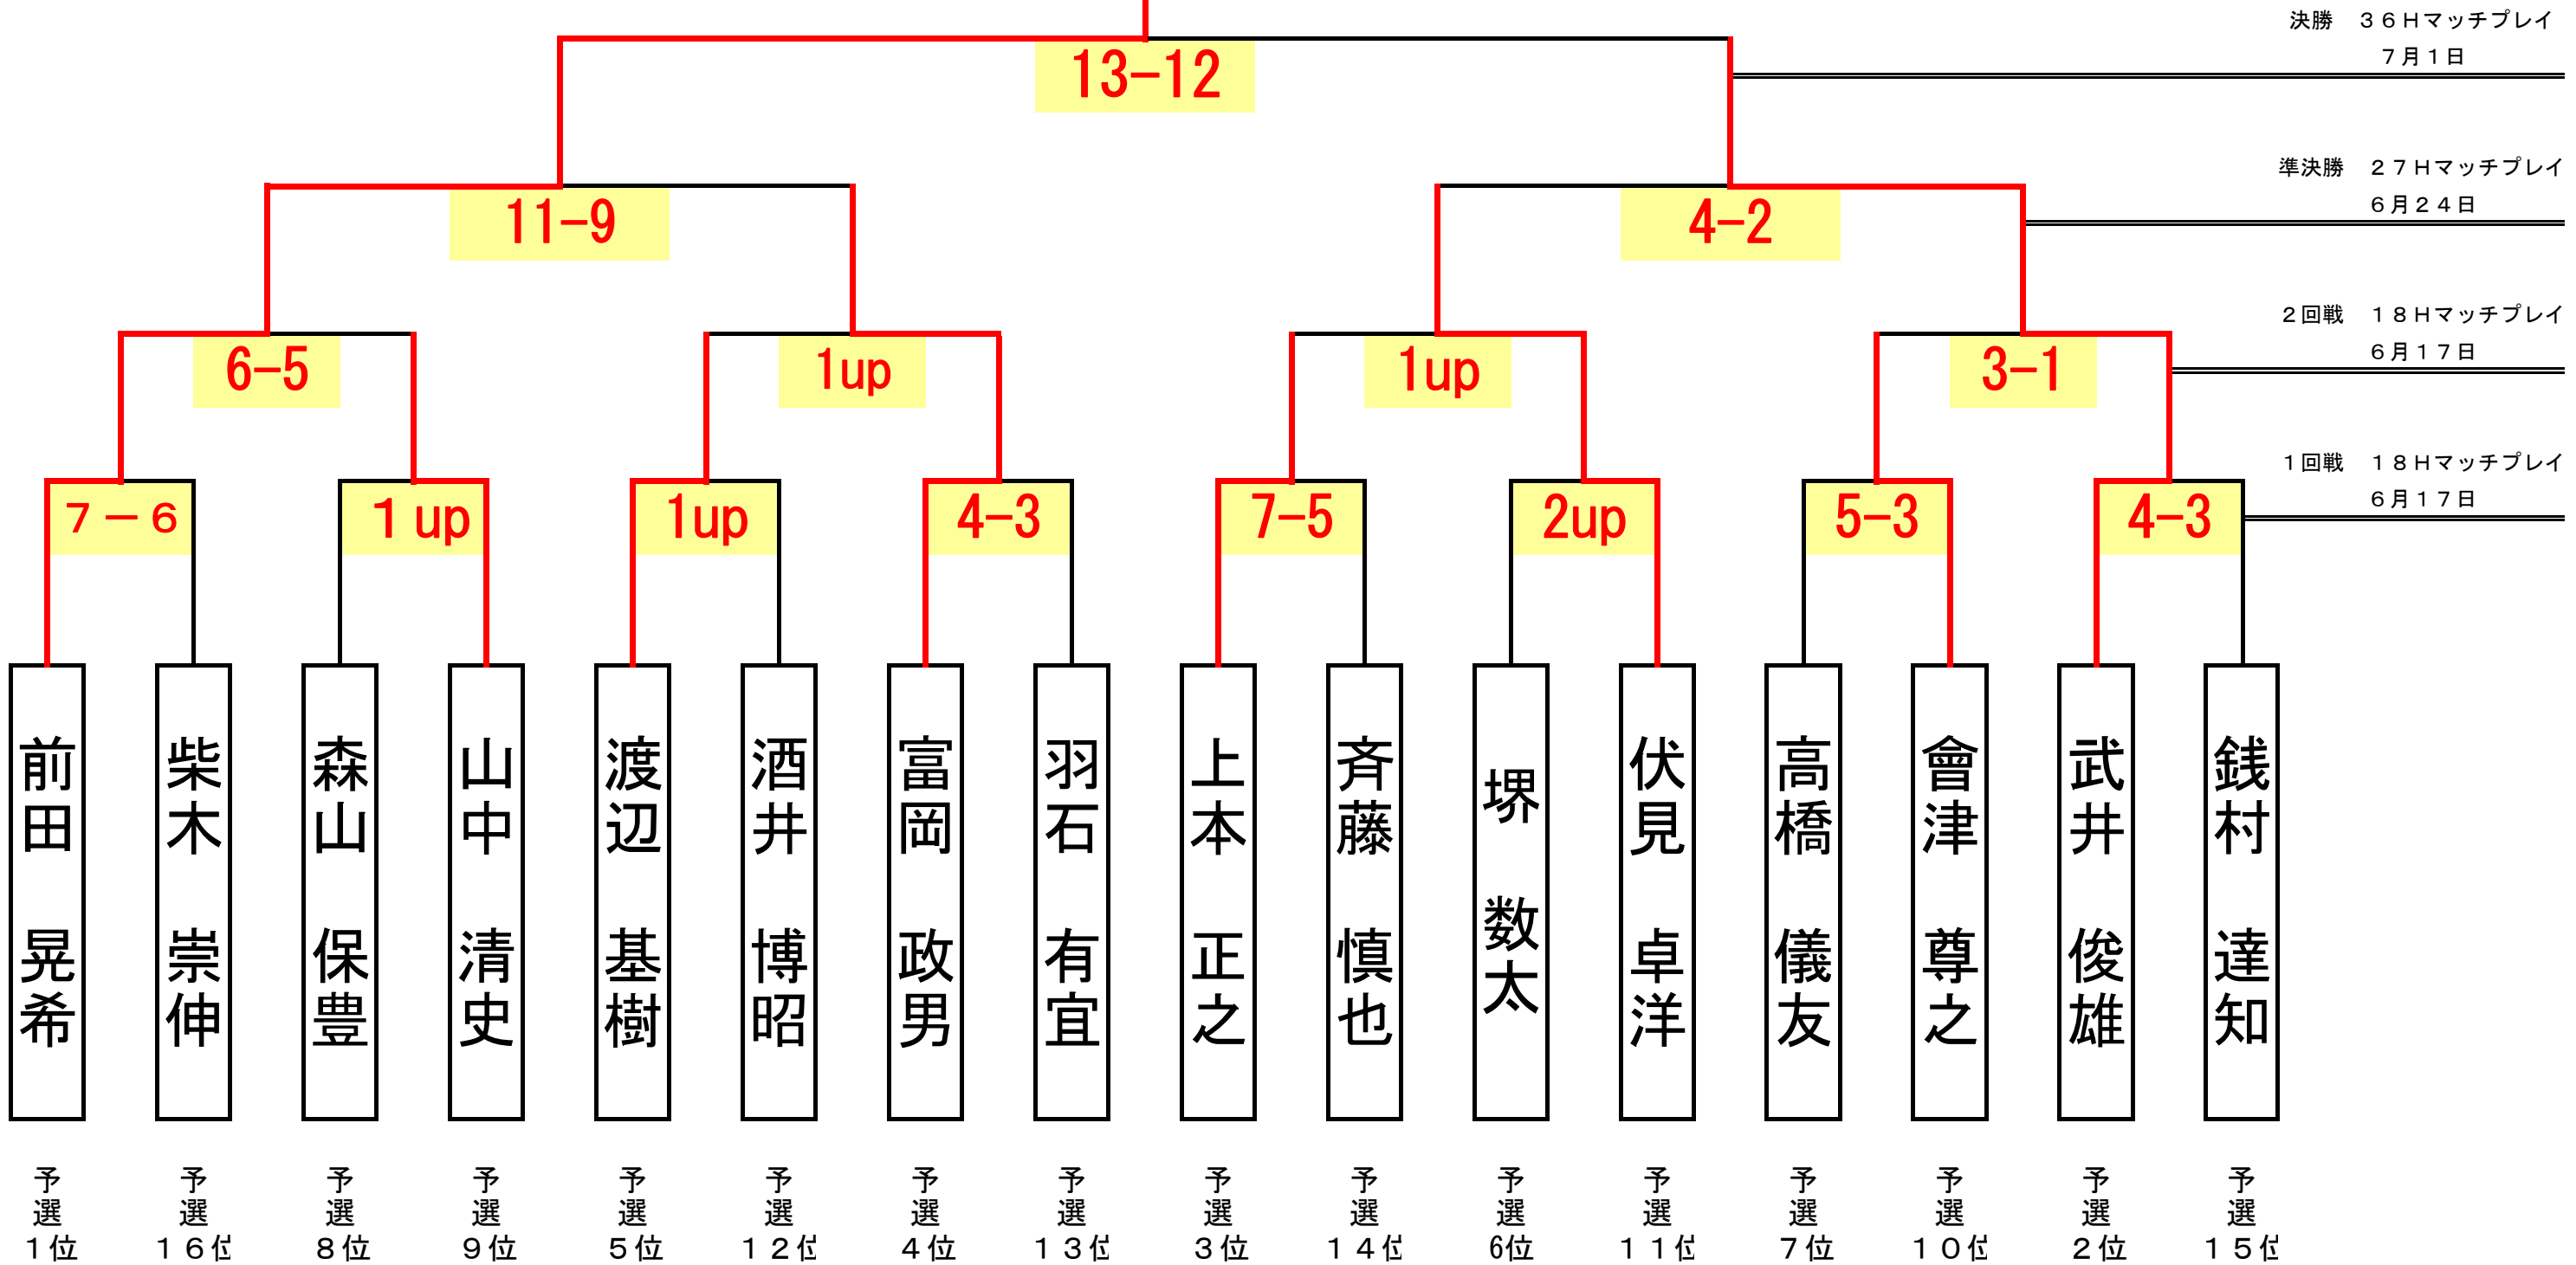 決勝　３６Ｈマッチプレイ
７月１日
13-12
準決勝　２７Ｈマッチプレイ
６月２４日
11-9
4-2
２回戦　１８Ｈマッチプレイ
６月１７日
6-5
1up
1up
3-1
１回戦　１８Ｈマッチプレイ
６月１７日
７－６
１up
1up
4-3
7-5
2up
5-3
4-3
前田　晃希
柴木　崇伸
森山　保豊
山中　清史
渡辺　基樹
酒井　博昭
富岡　政男
羽石　有宜
上本　正之
斉藤　慎也
堺　数太
伏見　卓洋
高橋　儀友
會津　尊之
武井　俊雄
銭村　達知
予選１位
予選１６位
予選８位
予選９位
予選５位
予選１２位
予選４位
予選１３位
予選３位
予選１４位
予選6位
予選１１位
予選７位
予選１０位
予選２位
予選１５位